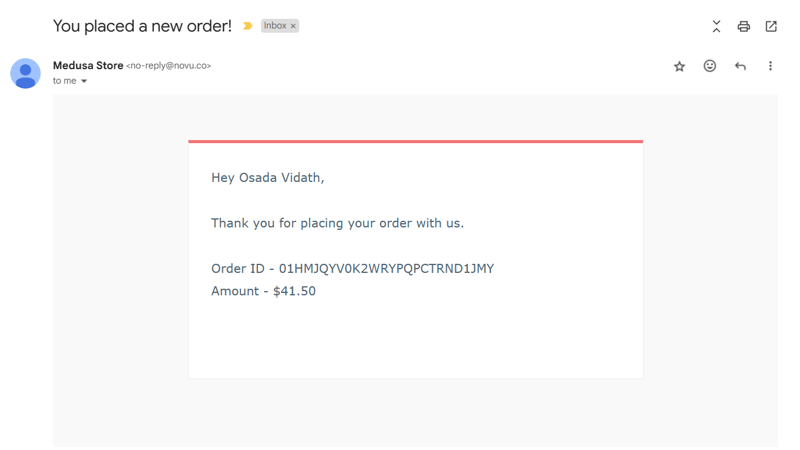 You placed a new order!
Inbox ×
Medusa Store <no-reply@novu.co>
to me
Hey Osada Vidath,
Thank you for placing your order with us.
Order ID - 01HMJQYV0K2WRYPQPCTRND1JMY
Amount - $41.50